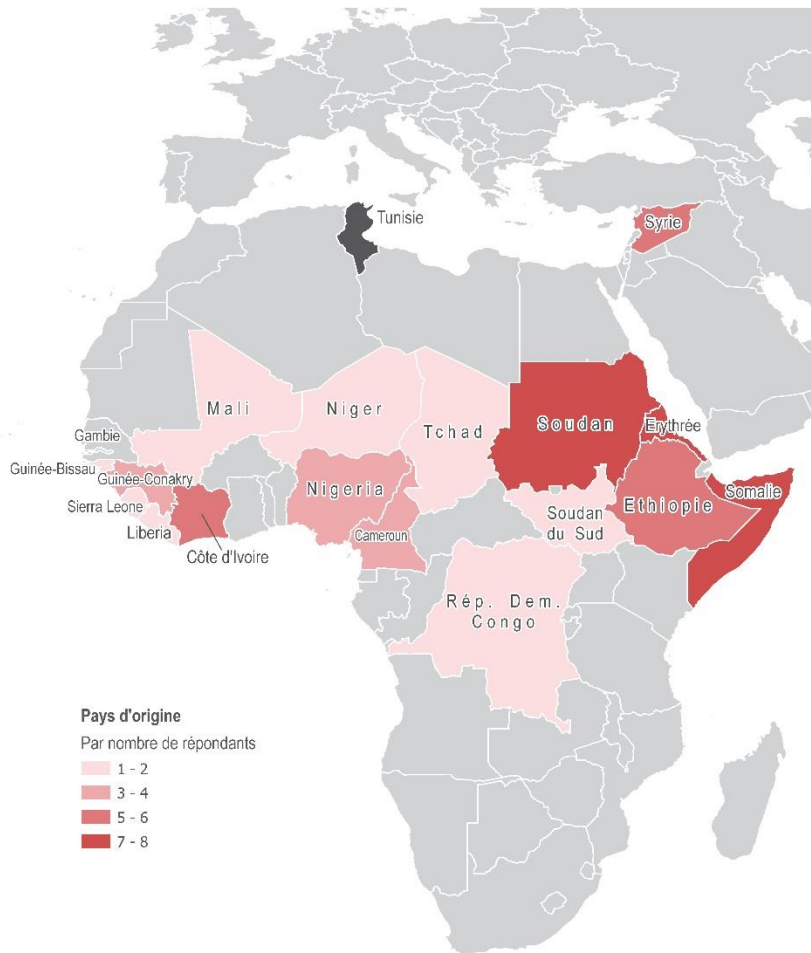 Tunisie
Syrie
Mali
Niger
Tchad
Soudan
Erythrée
Gambie
Guinée-Bissau
Guinée-Conakry
Nigeria
Somalie
Sierra Leone
Soudan
du Sud
Ethiopie
Liberia
Cameroun
Côte d'Ivoire
Rép. Dem.
Congo
Pays d'origine
Par nombre de répondants
1 - 2
3 - 4
5 - 6
7 - 8